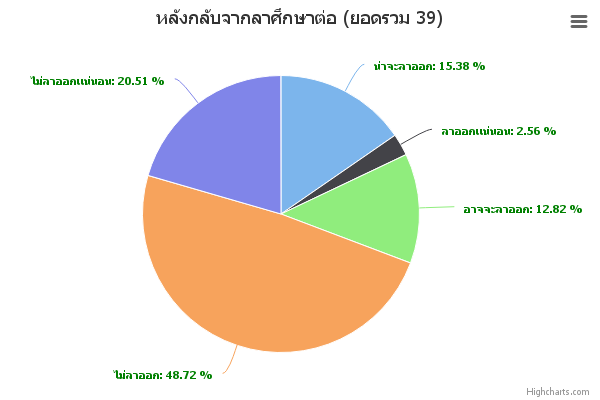 หลังกลับจากลาศึกษาต่อ (ยอดรวม 39)
น่าจะลาออก: 15.38 %
ไม่ลาออกแน่นอน: 20.51 %
ลาออกแน่นอน: 2.56 %
อาจจะลาออก: 12.82 %
ไม่ลาออก: 48.72 %
Highcharts.com